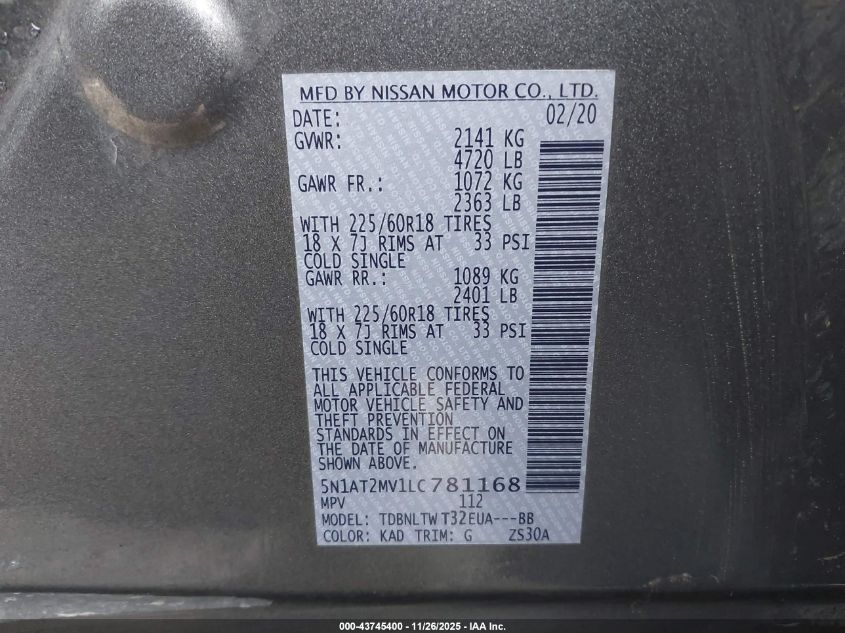 MFD BY NISSAN MOTOR CO., LTD.
DATE: 02/20
GVWR: 2141 KG
4720 LB
GAWR FR.: 1072 KG
2363 LB
WITH 225/60R18 TIRES
18 X 7J RIMS AT 33 PSI
COLD SINGLE
GAWR RR.: 1089 KG
2401 LB
WITH 225/60R18 TIRES
18 X 7J RIMS AT 33 PSI
COLD SINGLE
THIS VEHICLE CONFORMS TO
ALL APPLICABLE FEDERAL
MOTOR VEHICLE SAFETY AND
THEFT PREVENTION
STANDARDS IN EFFECT ON
THE DATE OF MANUFACTURE
SHOWN ABOVE.
5N1AT2MV1LC781168
MPV 112
MODEL: TDBNLTW T32EUA---BB
COLOR: KAD TRIM: G ZS30A
000-43745400 - 11/26/2025 - IAA Inc.